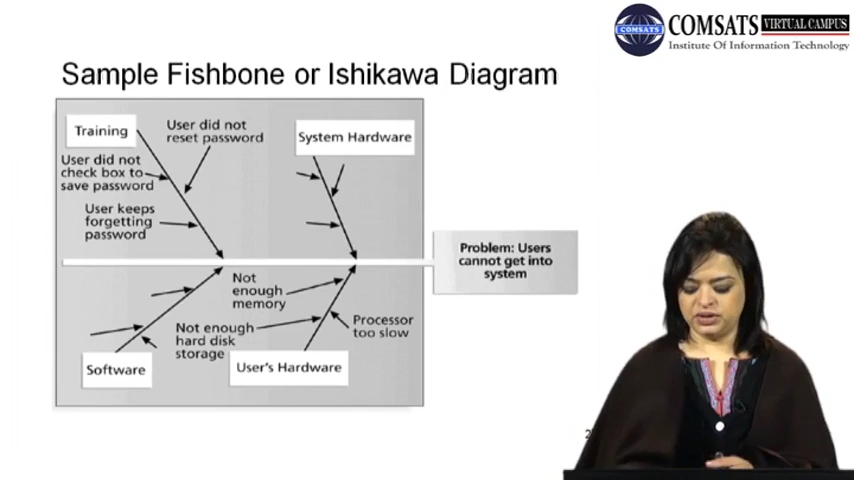 COMSATS
COMSATS VIRTUAL CAMPUS
Institute Of Information Technology
Sample Fishbone or Ishikawa Diagram
Training
User did not
reset password
System Hardware
User did not
check box to
save password
User keeps
forgetting
password
Problem: Users
cannot get into
system
Not
enough
memory
Not enough
hard disk
storage
Processor
too slow
Software
User's Hardware